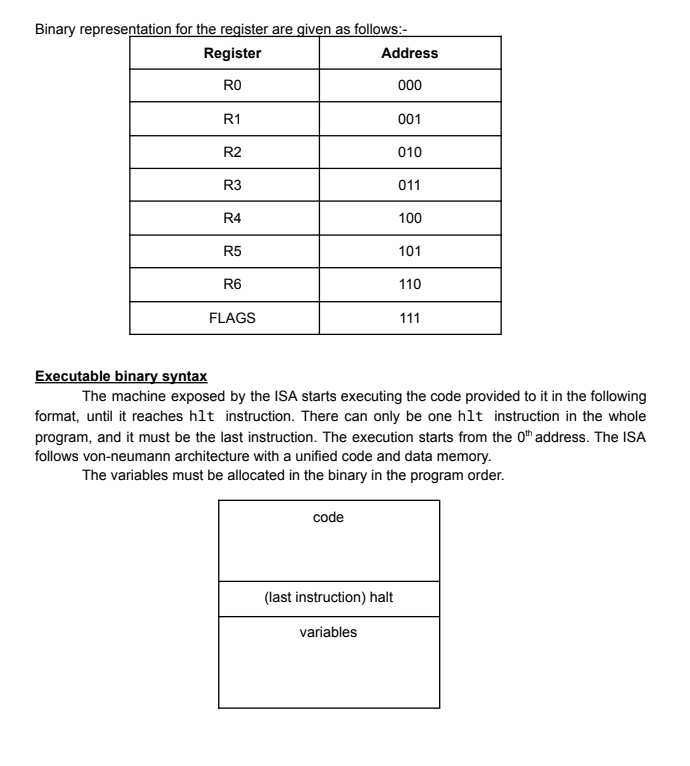 Binary representation for the register are given as follows:-
Register Address
R0 000
R1 001
R2 010
R3 011
R4 100
R5 101
R6 110
FLAGS 111
Executable binary syntax
The machine exposed by the ISA starts executing the code provided to it in the following
format, until it reaches hlt instruction. There can only be one hlt instruction in the whole
program, and it must be the last instruction. The execution starts from the 0th address. The ISA
follows von-neumann architecture with a unified code and data memory.
The variables must be allocated in the binary in the program order.
code
(last instruction) halt
variables